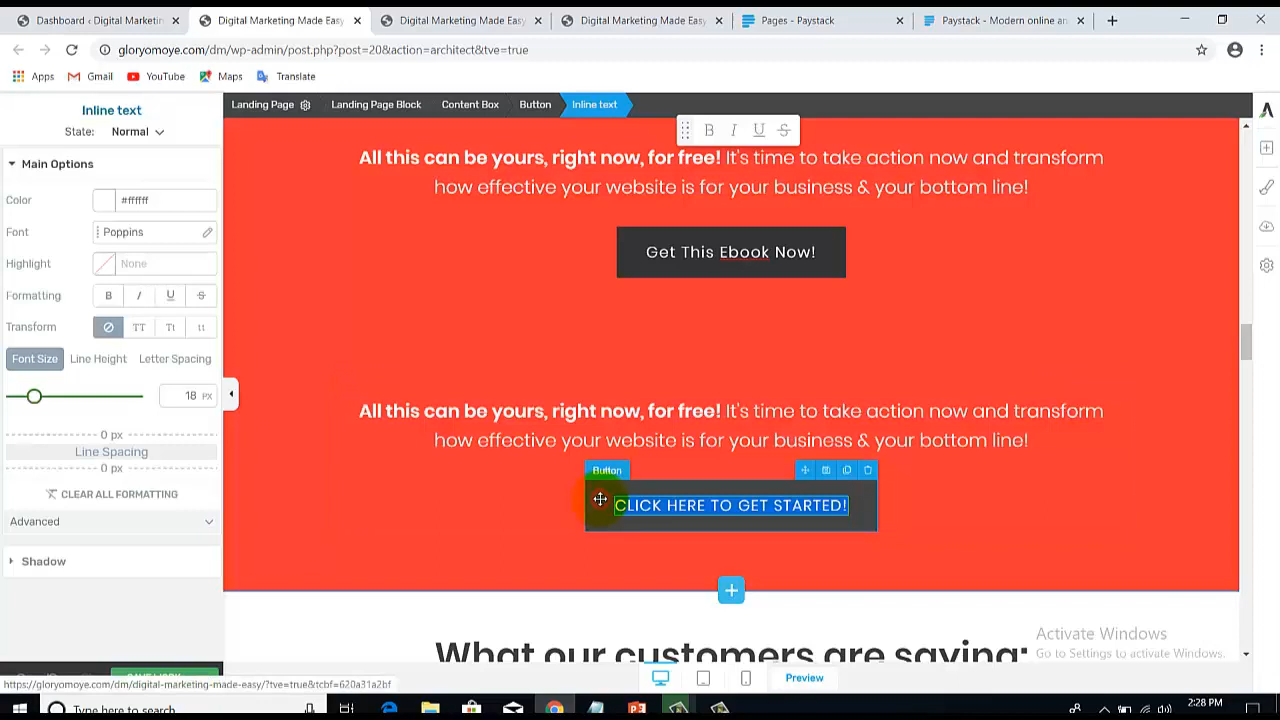 Dashboard ‹ Digital Marketin
Digital Marketing Made Easy
Digital Marketing Made Easy
Digital Marketing Made Easy
Pages - Paystack
Paystack - Modern online an
gloryomoye.com/dm/wp-admin/post.php?post=20&action=architect&tve=true
Apps
Gmail
YouTube
Maps
Translate
Inline text
State: Normal
Main Options
Color #ffffff
Font Poppins
Highlight None
Formatting B I U S
Transform TT Tt tt
Font Size Line Height Letter Spacing
18 PX
0 px
Line Spacing
0 px
CLEAR ALL FORMATTING
Advanced
Shadow
Landing Page
Landing Page Block
Content Box
Button
Inline text
B I U S
All this can be yours, right now, for free! It's time to take action now and transform
how effective your website is for your business & your bottom line!
Get This Ebook Now!
All this can be yours, right now, for free! It's time to take action now and transform
how effective your website is for your business & your bottom line!
Button
CLICK HERE TO GET STARTED!
What our customers are saying:
Activate Windows
Go to Settings to activate Windows.
SAVE WORK
Preview
https://gloryomoye.com/dm/digital-marketing-made-easy/?tve=true&tcbf=620a31a2bf
Type here to search
2:28 PM